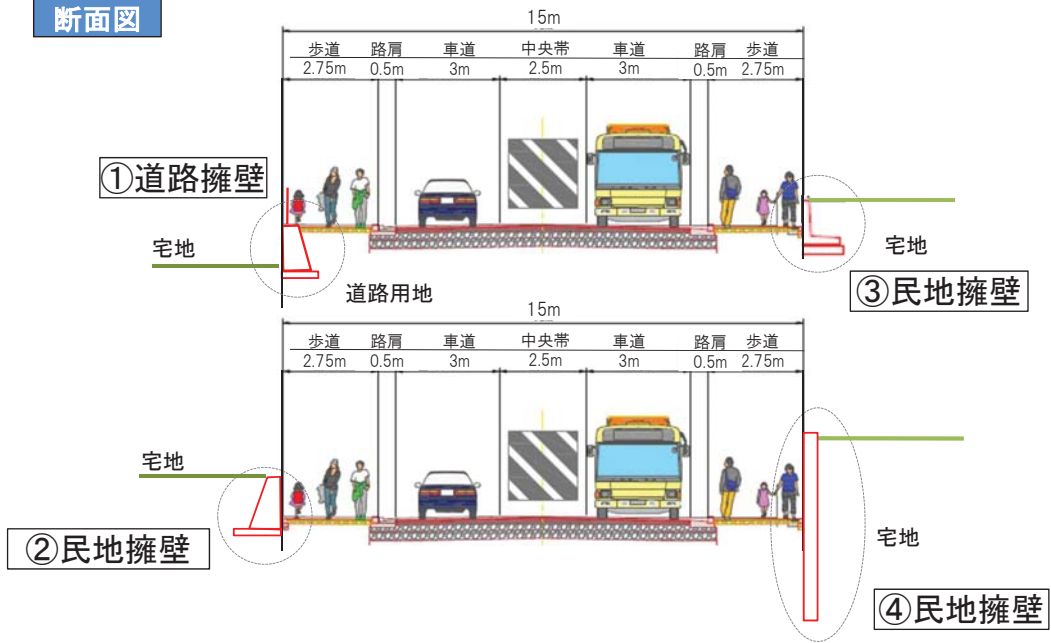 断面図
15m
歩道 路肩 車道 中央帯 車道 路肩 歩道
2.75m 0.5m 3m 2.5m 3m 0.5m 2.75m
①道路擁壁
宅地
道路用地
宅地
③民地擁壁
15m
歩道 路肩 車道 中央帯 車道 路肩 歩道
2.75m 0.5m 3m 2.5m 3m 0.5m 2.75m
宅地
②民地擁壁
宅地
④民地擁壁